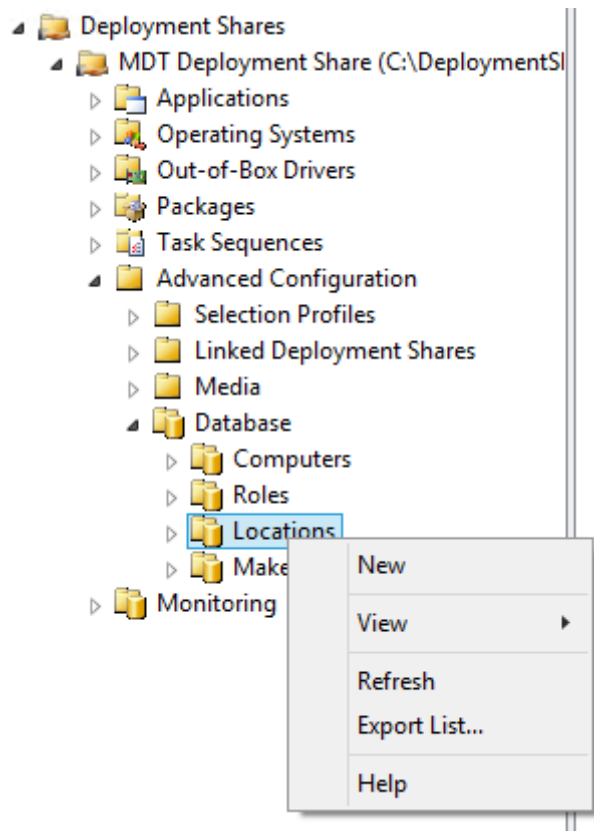 Deployment Shares
MDT Deployment Share (C:\DeploymentSl
Applications
Operating Systems
Out-of-Box Drivers
Packages
Task Sequences
Advanced Configuration
Selection Profiles
Linked Deployment Shares
Media
Database
Computers
Roles
Locations
Make
Monitoring
New
View
Refresh
Export List...
Help